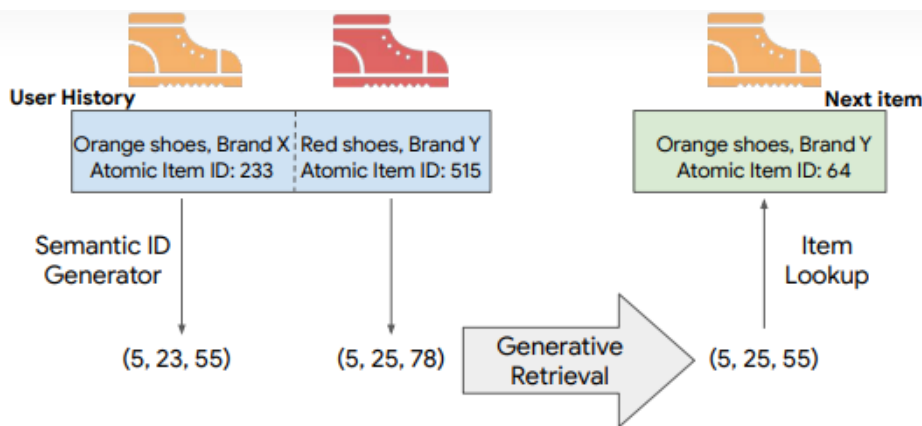 User History
Next item
Orange shoes, Brand X
Atomic Item ID: 233
Red shoes, Brand Y
Atomic Item ID: 515
Orange shoes, Brand Y
Atomic Item ID: 64
Semantic ID
Generator
Item
Lookup
(5, 23, 55)
(5, 25, 78)
Generative
Retrieval
(5, 25, 55)